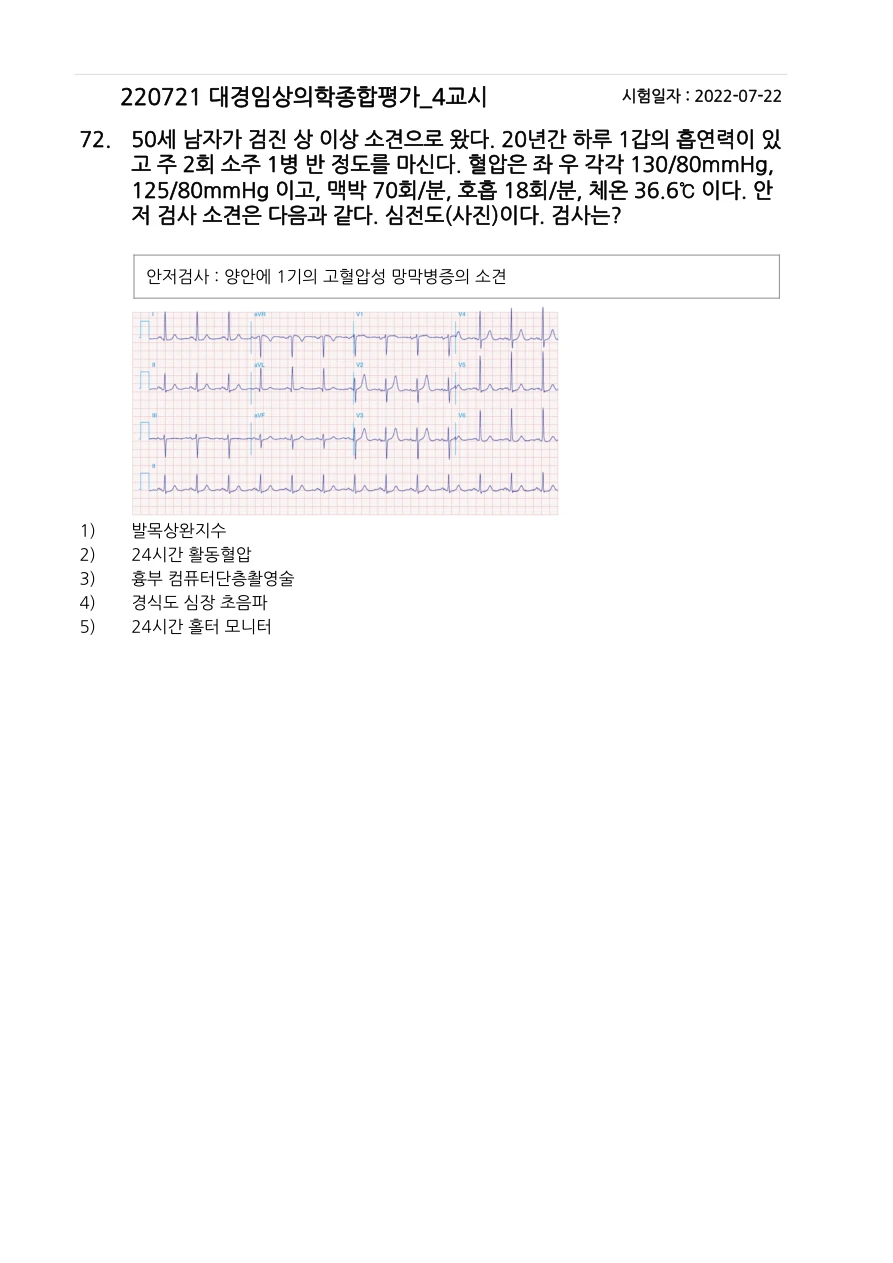 220721 대경임상의학종합평가_4교시
시험일자 : 2022-07-22
72. 50세 남자가 검진 상 이상 소견으로 왔다. 20년간 하루 1갑의 흡연력이 있
고 주 2회 소주 1병 반 정도를 마신다. 혈압은 좌 우 각각 130/80mmHg,
125/80mmHg 이고, 맥박 70회/분, 호흡 18회/분, 체온 36.6℃ 이다. 안
저 검사 소견은 다음과 같다. 심전도(사진)이다. 검사는?
안저검사 : 양안에 1기의 고혈압성 망막병증의 소견
I aVR V1 V4
II aVL V2 V5
III aVF V3 V6
II
1) 발목상완지수
2) 24시간 활동혈압
3) 흉부 컴퓨터단층촬영술
4) 경식도 심장 초음파
5) 24시간 홀터 모니터